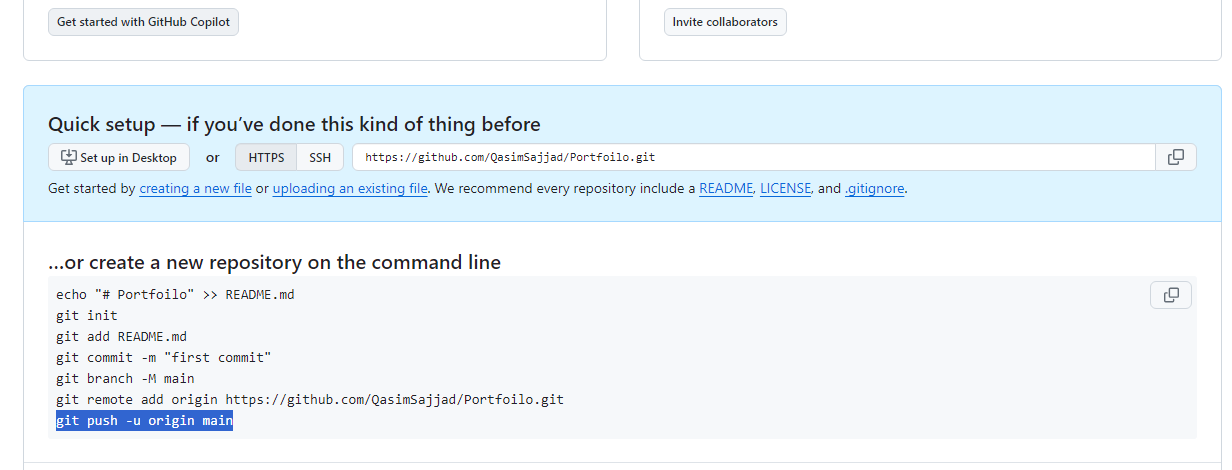 Get started with GitHub Copilot
Invite collaborators
Quick setup — if you’ve done this kind of thing before
Set up in Desktop or HTTPS SSH https://github.com/QasimSajjad/Portfoilo.git
Get started by creating a new file or uploading an existing file. We recommend every repository include a README, LICENSE, and .gitignore.
…or create a new repository on the command line
echo "# Portfoilo" >> README.md
git init
git add README.md
git commit -m "first commit"
git branch -M main
git remote add origin https://github.com/QasimSajjad/Portfoilo.git
git push -u origin main